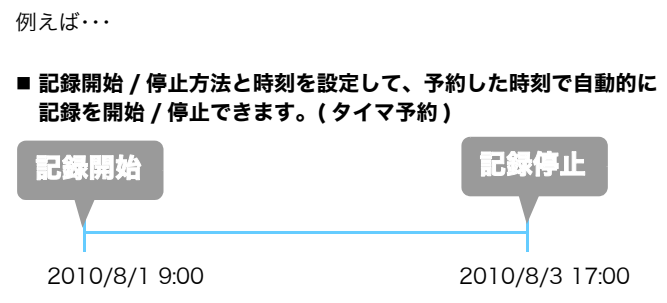 例えば･･･
■ 記録開始 / 停止方法と時刻を設定して、予約した時刻で自動的に
記録を開始 / 停止できます。( タイマ予約 )
記録開始
記録停止
2010/8/1 9:00
2010/8/3 17:00